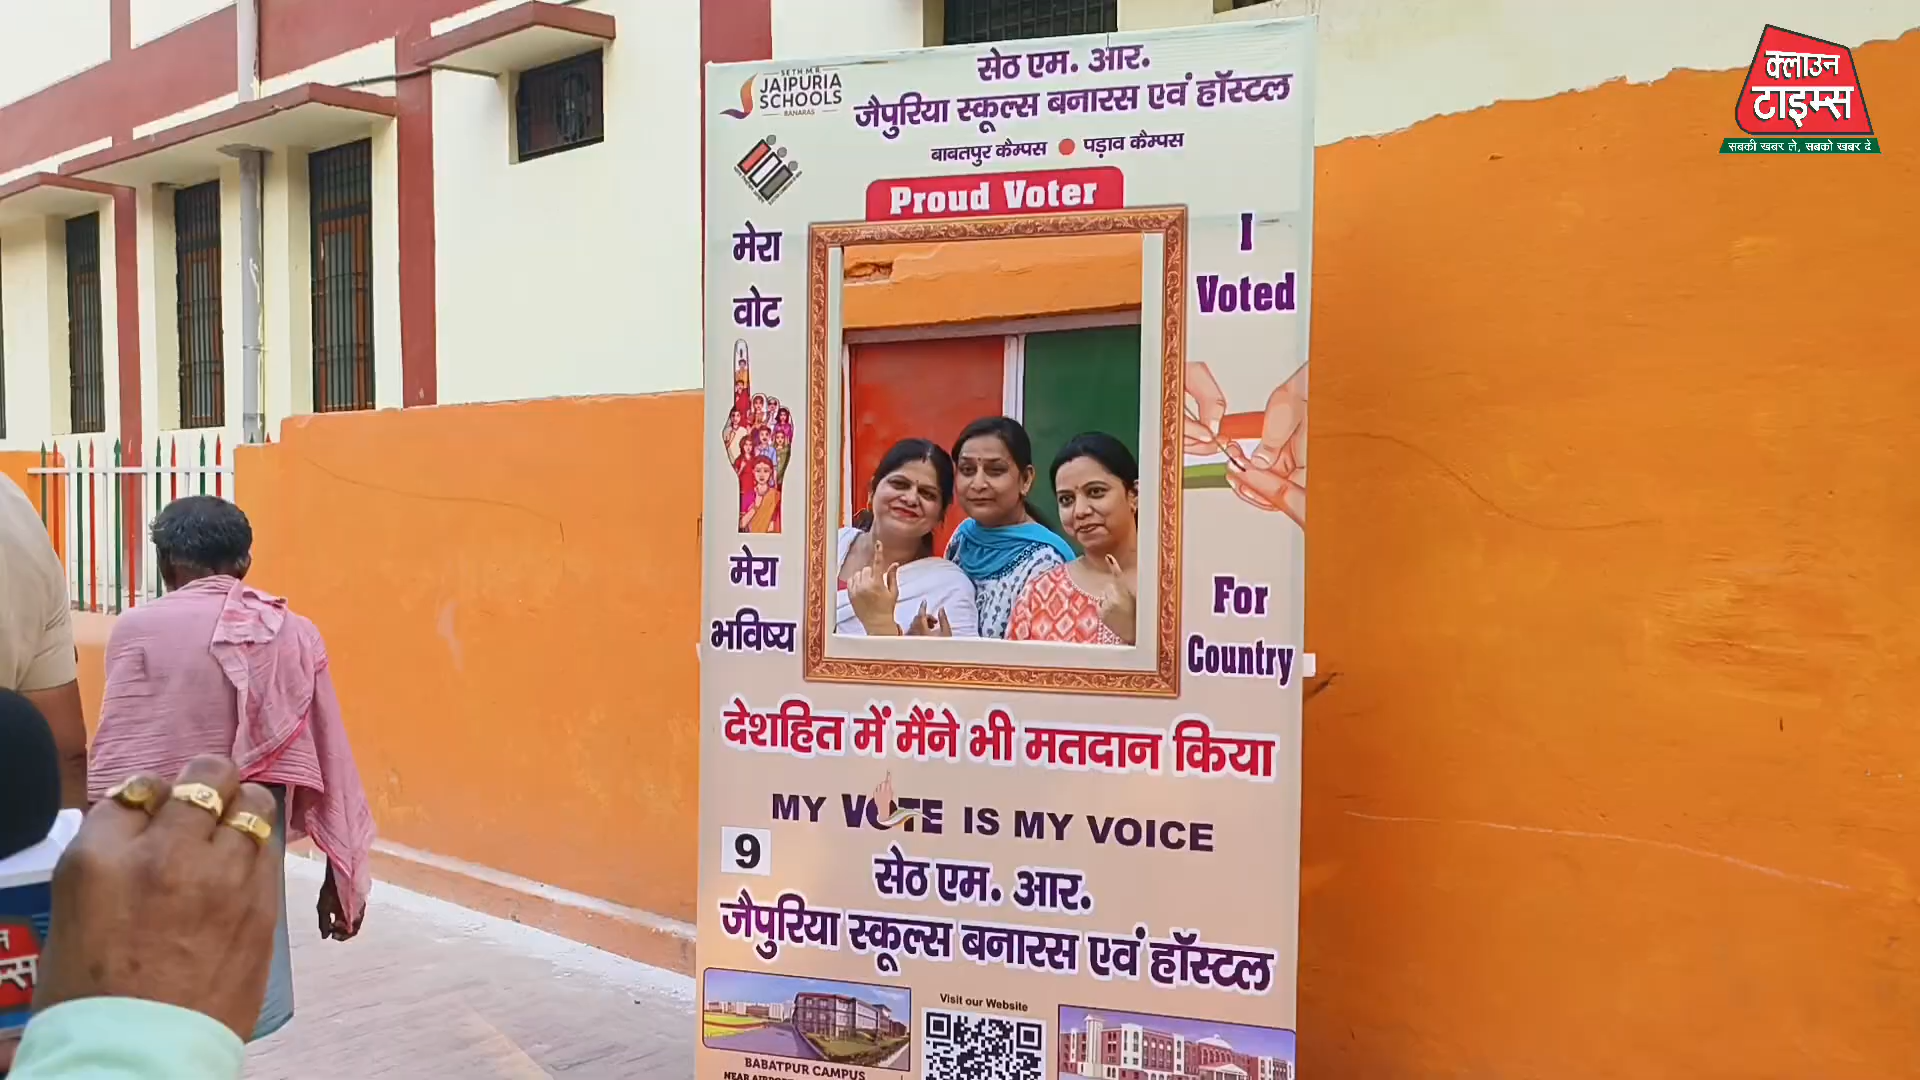 SETH M.R.
JAIPURIA
SCHOOLS
BANARAS
सेठ एम. आर.
जैपुरिया स्कूल्स बनारस एवं हॉस्टल
बाबतपुर कैम्पस ● पड़ाव कैम्पस
Proud Voter
मेरा
वोट
मेरा
भविष्य
I
Voted
For
Country
देशहित में मैंने भी मतदान किया
MY VOTE IS MY VOICE
9
सेठ एम. आर.
जैपुरिया स्कूल्स बनारस एवं हॉस्टल
Visit our Website
BABATPUR CAMPUS
क्लाउन
टाइम्स
सबकी खबर ले, सबको खबर दे